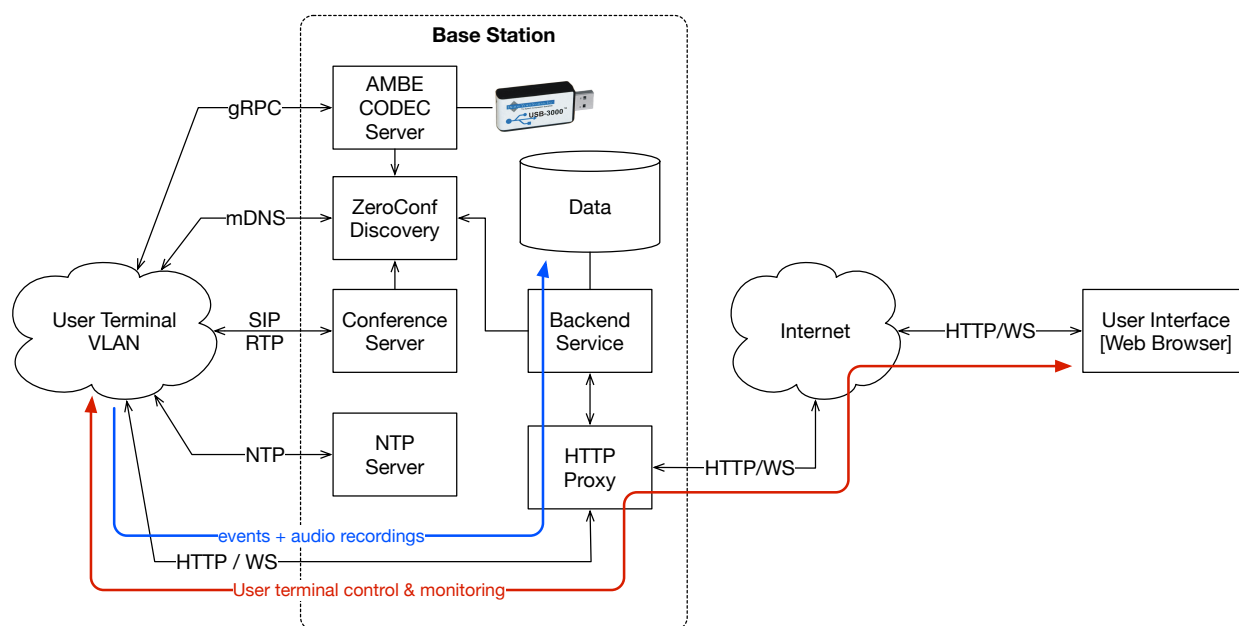 Base Station
AMBE
CODEC
Server
USB-3000™
gRPC
ZeroConf
Discovery
mDNS
Data
User Terminal
VLAN
SIP
RTP
Conference
Server
Backend
Service
Internet
HTTP/WS
User Interface
[Web Browser]
NTP
NTP
Server
HTTP
Proxy
HTTP/WS
events + audio recordings
HTTP / WS
User terminal control & monitoring